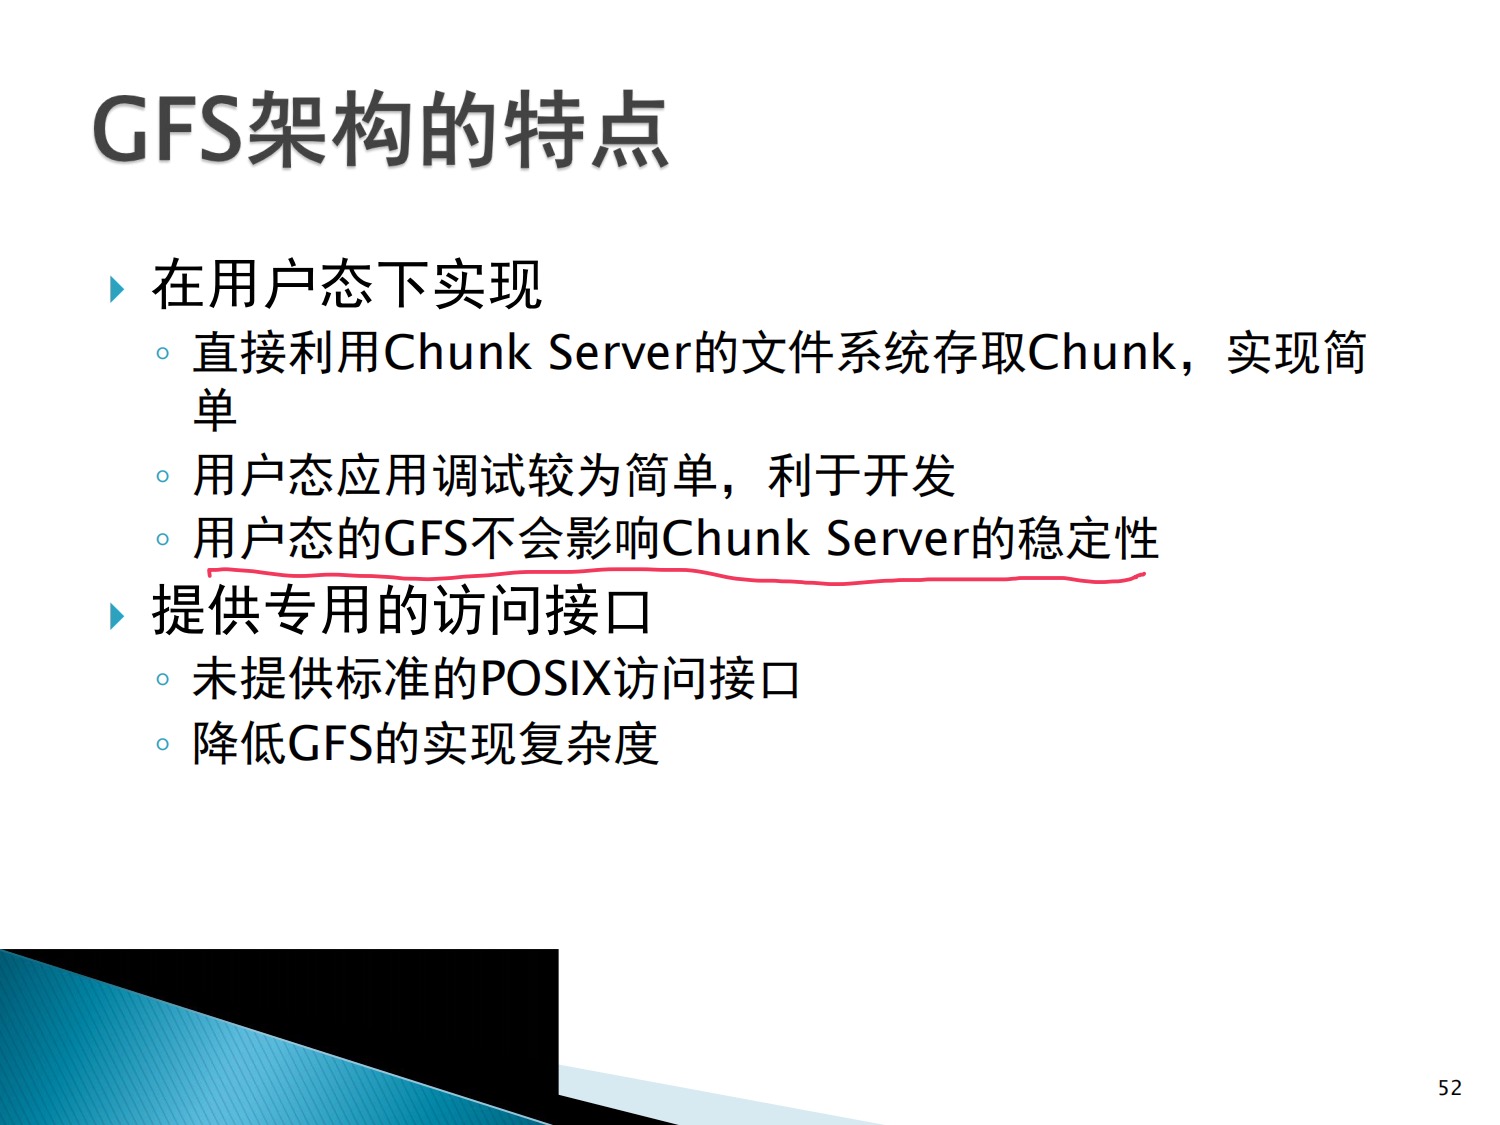 GFS架构的特点
在用户态下实现
直接利用Chunk Server的文件系统存取Chunk，实现简
单
用户态应用调试较为简单，利于开发
用户态的GFS不会影响Chunk Server的稳定性
提供专用的访问接口
未提供标准的POSIX访问接口
降低GFS的实现复杂度
52